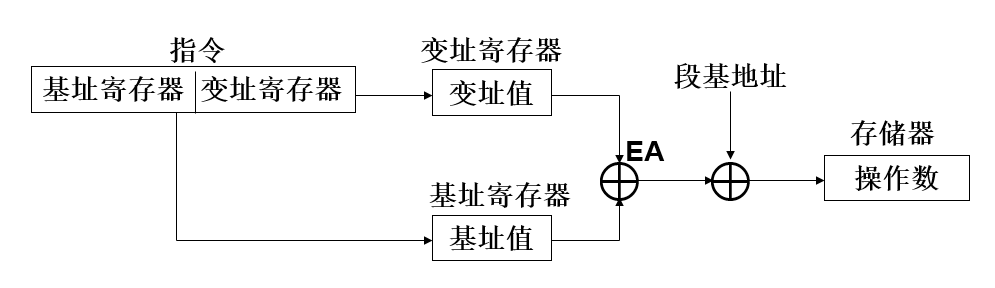 指令
基址寄存器 变址寄存器
变址寄存器
变址值
段基地址
EA
存储器
操作数
基址寄存器
基址值